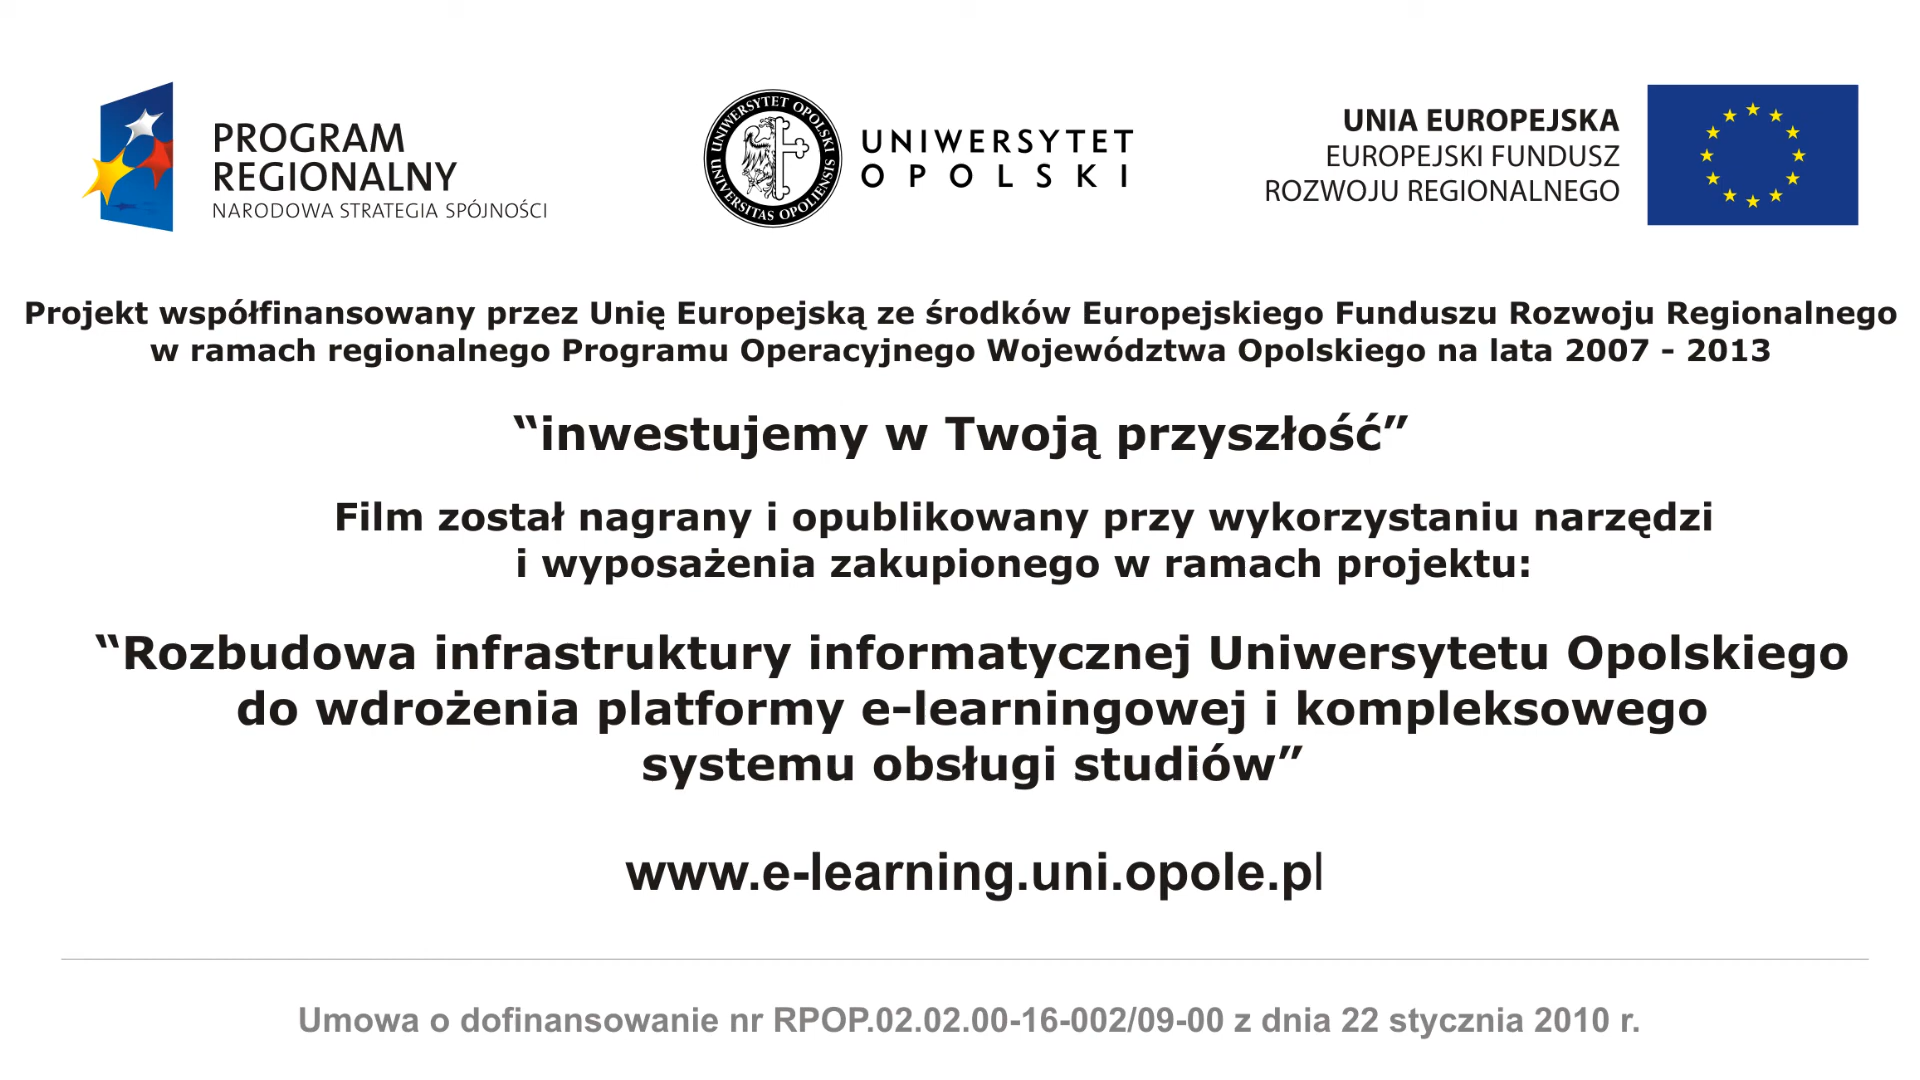 PROGRAM
REGIONALNY
NARODOWA STRATEGIA SPÓJNOŚCI
UNIWERSYTET OPOLSKI
UNIVERSITAS OPOLIENSIS
UNIWERSYTET
OPOLSKI
UNIA EUROPEJSKA
EUROPEJSKI FUNDUSZ
ROZWOJU REGIONALNEGO
Projekt współfinansowany przez Unię Europejską ze środków Europejskiego Funduszu Rozwoju Regionalnego
w ramach regionalnego Programu Operacyjnego Województwa Opolskiego na lata 2007 - 2013
“inwestujemy w Twoją przyszłość”
Film został nagrany i opublikowany przy wykorzystaniu narzędzi
i wyposażenia zakupionego w ramach projektu:
“Rozbudowa infrastruktury informatycznej Uniwersytetu Opolskiego
do wdrożenia platformy e-learningowej i kompleksowego
systemu obsługi studiów”
www.e-learning.uni.opole.pl
Umowa o dofinansowanie nr RPOP.02.02.00-16-002/09-00 z dnia 22 stycznia 2010 r.